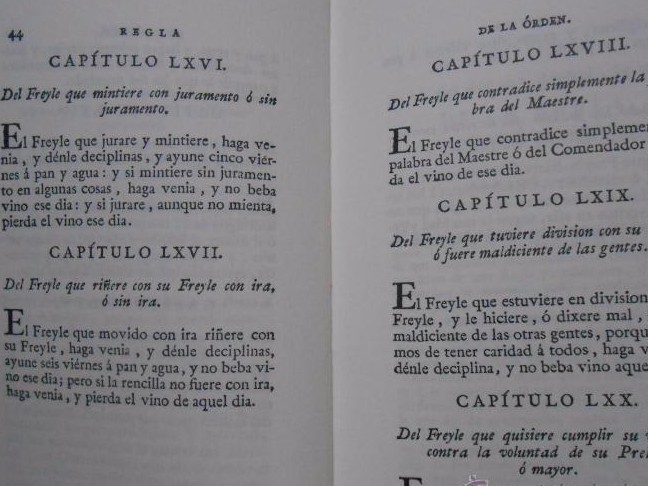 44 REGLA
CAPÍTULO LXVI.
Del Freyle que mintiere con juramento ó sin
juramento.
El Freyle que jurare y mintiere, haga ve-
nia, y dénle deciplinas, y ayune cinco viér-
nes á pan y agua: y si mintiere sin juramen-
to en algunas cosas, haga venia, y no beba
vino ese dia: y si jurare, aunque no mienta,
pierda el vino ese dia.
CAPÍTULO LXVII.
Del Freyle que riñere con su Freyle con ira,
ó sin ira.
El Freyle que movido con ira riñere con
su Freyle, haga venia, y dénle deciplinas,
ayune seis viérnes á pan y agua, y no beba vi-
no ese dia; pero si la rencilla no fuere con ira,
haga venia, y pierda el vino de aquel dia.
DE LA ÓRDEN.
CAPÍTULO LXVIII.
Del Freyle que contradice simplemente la
bra del Maestre.
El Freyle que contradice simplemen
palabra del Maestre ó del Comendador
da el vino de ese dia.
CAPÍTULO LXIX.
Del Freyle que tuviere division con su
ó fuere maldiciente de las gentes.
El Freyle que estuviere en division
Freyle, y le hiciere, ó dixere mal,
maldiciente de las otras gentes, porqu
mos de tener caridad á todos, haga v
dénle deciplina, y no beba vino aque
CAPÍTULO LXX.
Del Freyle que quisiere cumplir su
contra la voluntad de su Pre
ó mayor.